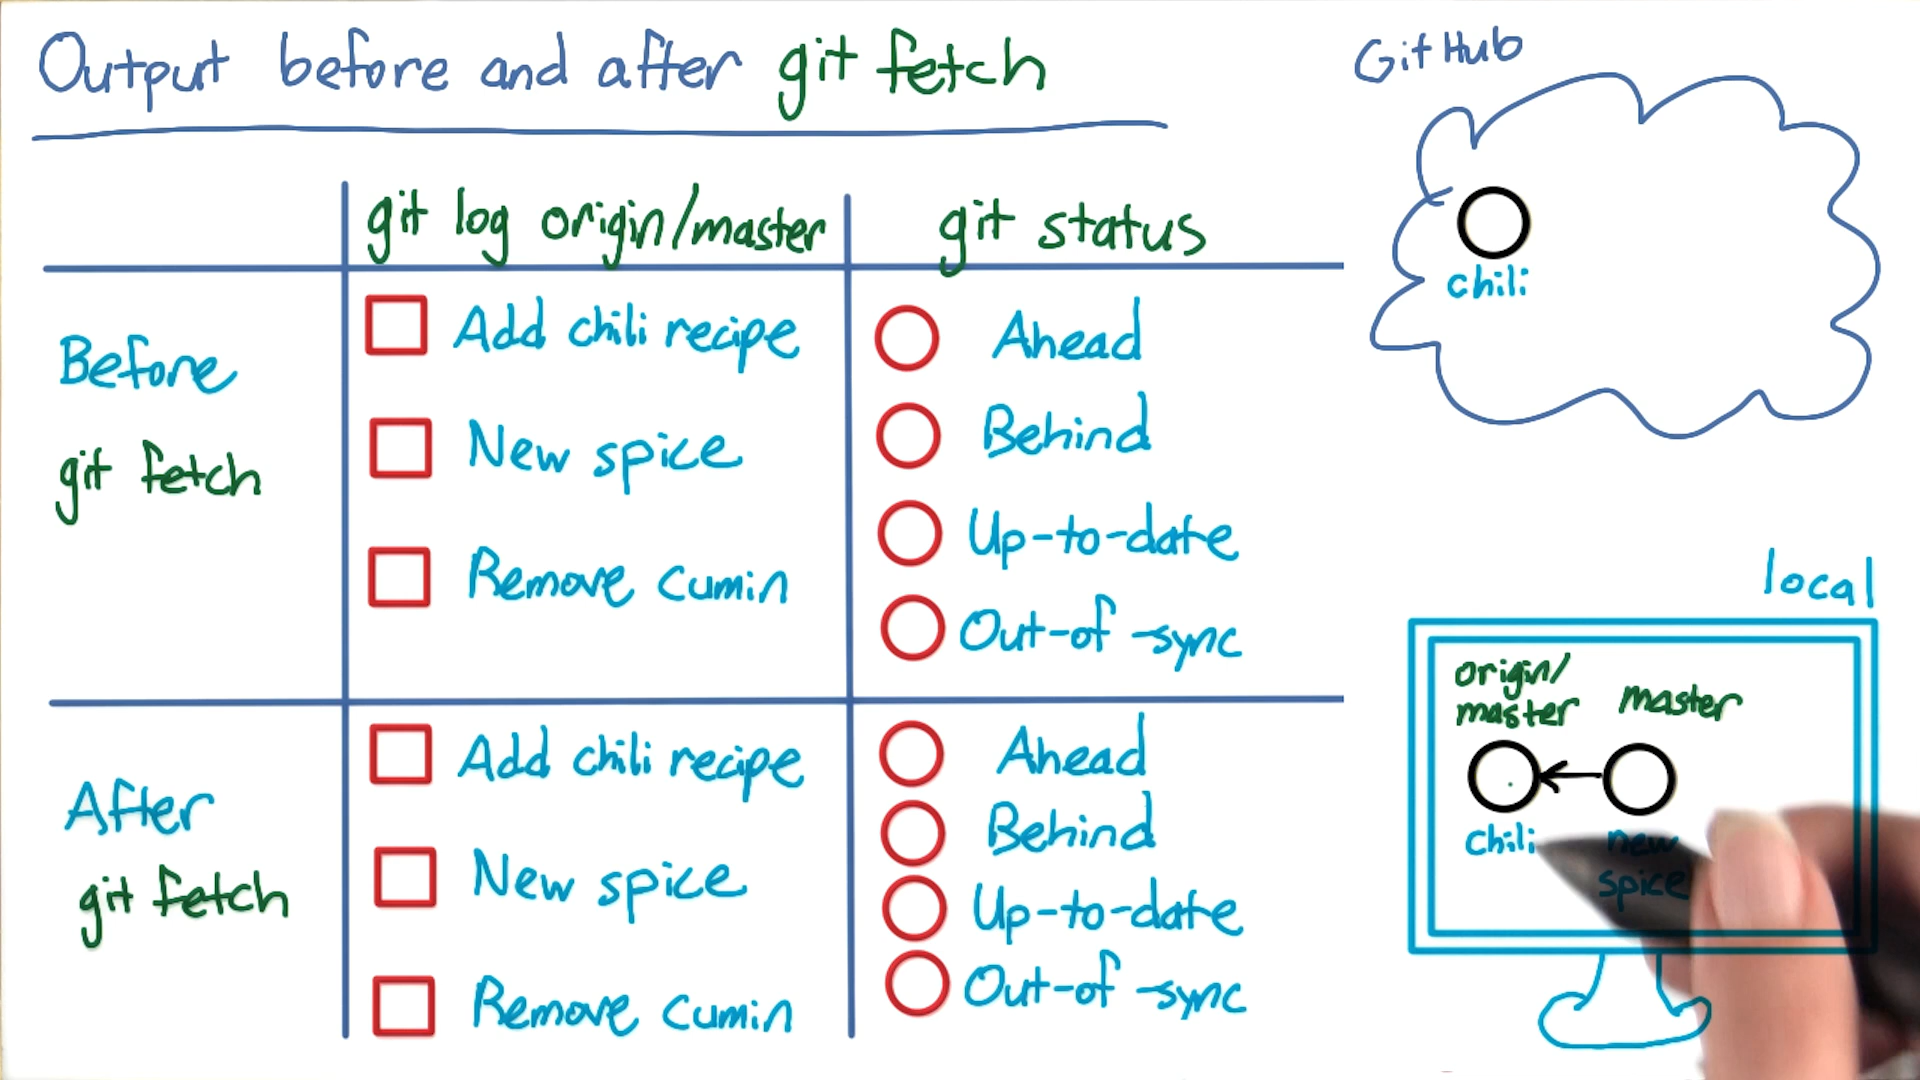 Output before and after git fetch
git log origin/master
git status
Before
git fetch
Add chili recipe
New spice
Remove cumin
Ahead
Behind
Up-to-date
Out-of-sync
After
git fetch
Add chili recipe
New spice
Remove cumin
Ahead
Behind
Up-to-date
Out-of-sync
GitHub
chili
local
origin/
master
master
chili
new
spice